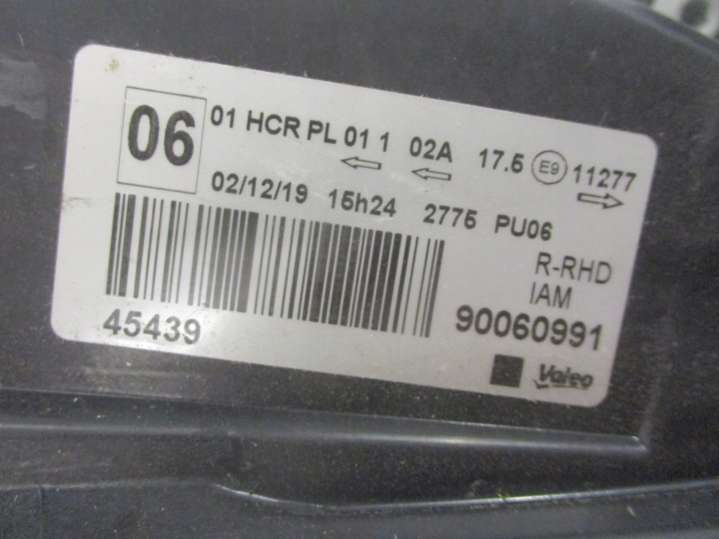 06
01 HCR PL 01 1 02A 17.5 E9 11277
02/12/19 15h24 2775 PU06
R-RHD
IAM
45439
90060991
Valeo